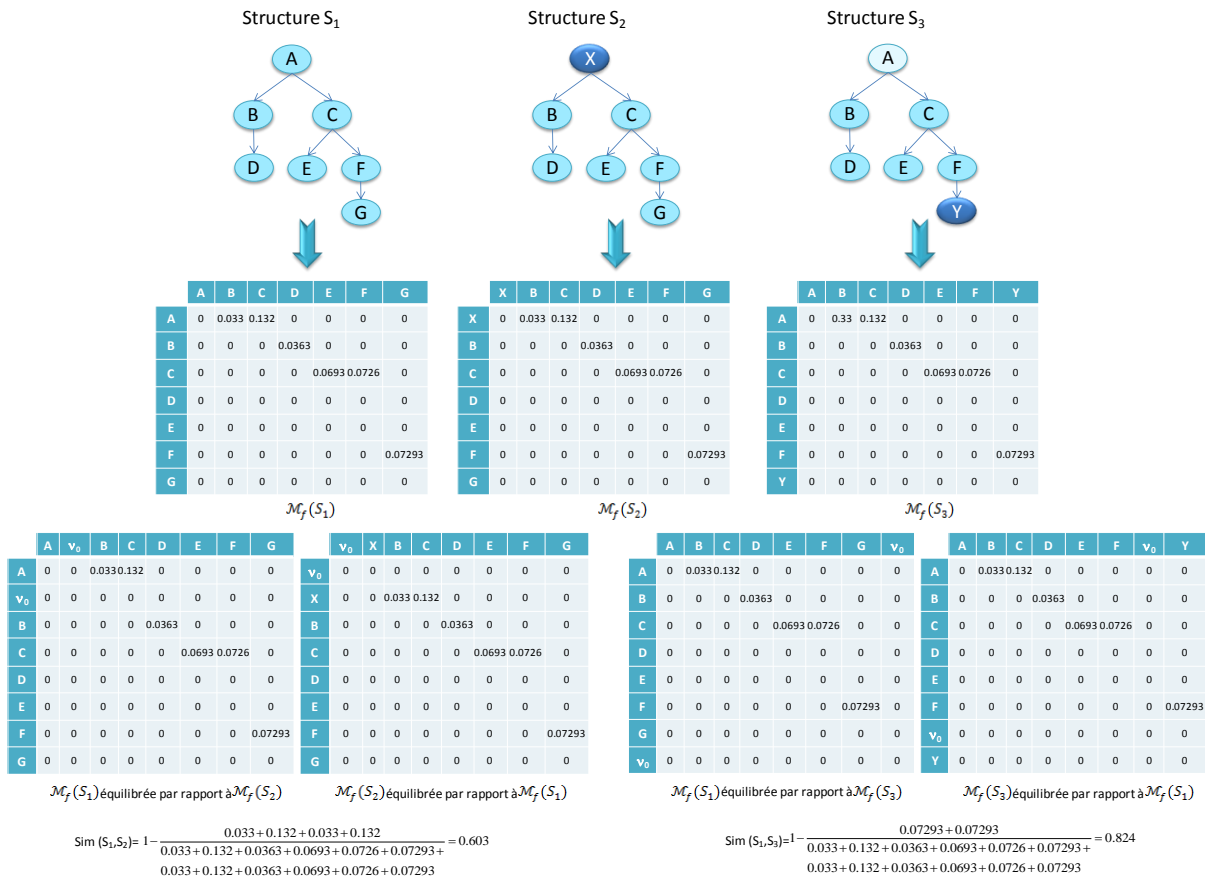 Structure S1 Structure S2 Structure S3
A X A
B C B C B C
D E F D E F D E F
G G Y
A B C D E F G
A 0 0.033 0.132 0 0 0 0
B 0 0 0 0.0363 0 0 0
C 0 0 0 0 0.0693 0.0726 0
D 0 0 0 0 0 0 0
E 0 0 0 0 0 0 0
F 0 0 0 0 0 0 0.07293
G 0 0 0 0 0 0 0
ℳf(S1)
X B C D E F G
X 0 0.033 0.132 0 0 0 0
B 0 0 0 0.0363 0 0 0
C 0 0 0 0 0.0693 0.0726 0
D 0 0 0 0 0 0 0
E 0 0 0 0 0 0 0
F 0 0 0 0 0 0 0.07293
G 0 0 0 0 0 0 0
ℳf(S2)
A B C D E F Y
A 0 0.33 0.132 0 0 0 0
B 0 0 0 0.0363 0 0 0
C 0 0 0 0 0.0693 0.0726 0
D 0 0 0 0 0 0 0
E 0 0 0 0 0 0 0
F 0 0 0 0 0 0 0.07293
Y 0 0 0 0 0 0 0
ℳf(S3)
A ν0 B C D E F G
A 0 0 0.033 0.132 0 0 0 0
ν0 0 0 0 0 0 0 0 0
B 0 0 0 0 0.0363 0 0 0
C 0 0 0 0 0 0.0693 0.0726 0
D 0 0 0 0 0 0 0 0
E 0 0 0 0 0 0 0 0
F 0 0 0 0 0 0 0 0.07293
G 0 0 0 0 0 0 0 0
ℳf(S1) équilibrée par rapport à ℳf(S2)
ν0 X B C D E F G
ν0 0 0 0 0 0 0 0 0
X 0 0 0.033 0.132 0 0 0 0
B 0 0 0 0 0.0363 0 0 0
C 0 0 0 0 0 0.0693 0.0726 0
D 0 0 0 0 0 0 0 0
E 0 0 0 0 0 0 0 0
F 0 0 0 0 0 0 0 0.07293
G 0 0 0 0 0 0 0 0
ℳf(S2) équilibrée par rapport à ℳf(S1)
A B C D E F G ν0
A 0 0.033 0.132 0 0 0 0 0
B 0 0 0 0.0363 0 0 0 0
C 0 0 0 0 0.0693 0.0726 0 0
D 0 0 0 0 0 0 0 0
E 0 0 0 0 0 0 0 0
F 0 0 0 0 0 0 0.07293 0
G 0 0 0 0 0 0 0 0
ν0 0 0 0 0 0 0 0 0
ℳf(S1) équilibrée par rapport à ℳf(S3)
A B C D E F ν0 Y
A 0 0.033 0.132 0 0 0 0 0
B 0 0 0 0.0363 0 0 0 0
C 0 0 0 0 0.0693 0.0726 0 0
D 0 0 0 0 0 0 0 0
E 0 0 0 0 0 0 0 0
F 0 0 0 0 0 0 0 0.07293
ν0 0 0 0 0 0 0 0 0
Y 0 0 0 0 0 0 0 0
ℳf(S3) équilibrée par rapport à ℳf(S1)
0.033 + 0.132 + 0.033 + 0.132
Sim (S1,S2)= 1− = 0.603
0.033 + 0.132 + 0.0363 + 0.0693 + 0.0726 + 0.07293 +
0.033 + 0.132 + 0.0363 + 0.0693 + 0.0726 + 0.07293
0.07293 + 0.07293
Sim (S1,S3)= 1− = 0.824
0.033 + 0.132 + 0.0363 + 0.0693 + 0.0726 + 0.07293 +
0.033 + 0.132 + 0.0363 + 0.0693 + 0.0726 + 0.07293